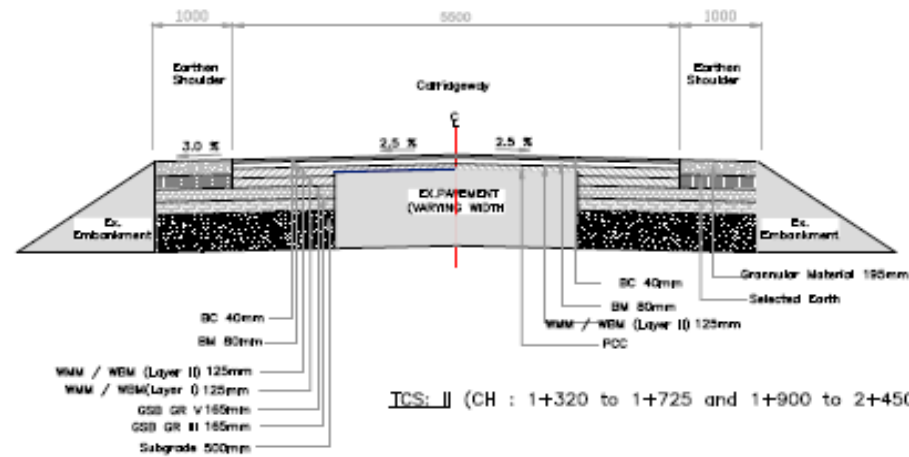 1000
5500
1000
Earthen
Shoulder
Earthen
Shoulder
3.0 %
2.5 %
2.5 %
EX.PAVEMENT
(VARYING WIDTH
Ex.
Embankment
Ex.
Embankment
Grannular Material 195mm
Selected Earth
BC 40mm
BM 80mm
WMM / WBM (Layer II) 125mm
PCC
BC 40mm
BM 80mm
WMM / WBM (Layer II) 125mm
WMM / WBM(Layer I) 125mm
GSB GR V 165mm
GSB GR III 165mm
Subgrade 500mm
TCS: II (CH : 1+320 to 1+725 and 1+900 to 2+450